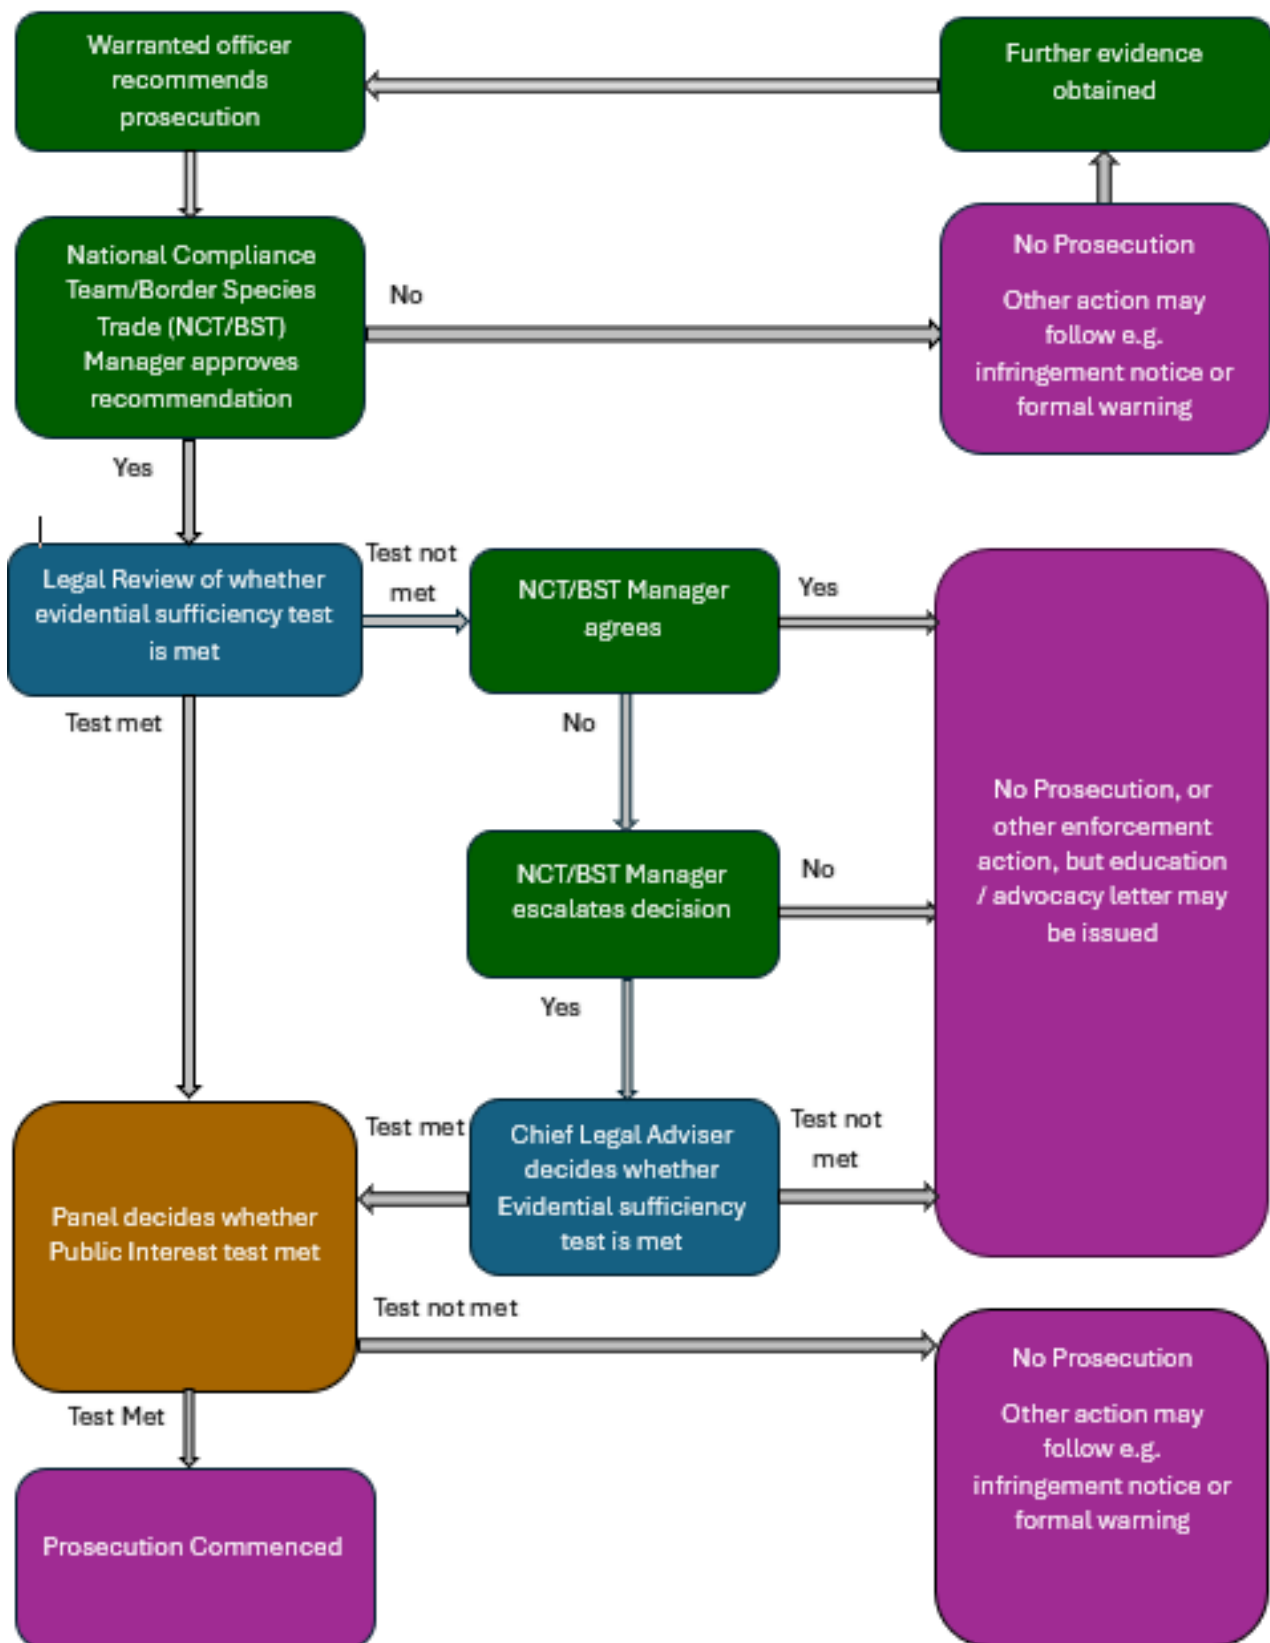 Warranted officer
recommends
prosecution
Further evidence
obtained
National Compliance
Team/Border Species
Trade (NCT/BST)
Manager approves
recommendation
No
No Prosecution
Other action may
follow e.g.
infringement notice or
formal warning
Yes
Legal Review of whether
evidential sufficiency test
is met
Test not
met
NCT/BST Manager
agrees
Yes
No Prosecution, or
other enforcement
action, but education
/ advocacy letter may
be issued
Test met
No
NCT/BST Manager
escalates decision
No
Yes
Panel decides whether
Public Interest test met
Test met
Chief Legal Adviser
decides whether
Evidential sufficiency
test is met
Test not
met
Test not met
No Prosecution
Other action may
follow e.g.
infringement notice or
formal warning
Test Met
Prosecution Commenced